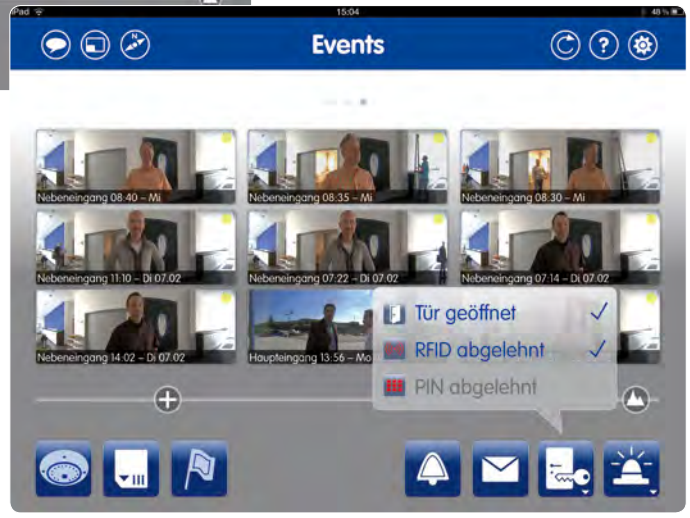 iPad 15:04 48 %
Events
Nebeneingang 08:40 – Mi
Nebeneingang 08:35 – Mi
Nebeneingang 08:30 – Mi
Nebeneingang 11:10 – Di 07.02
Nebeneingang 07:22 – Di 07.02
Nebeneingang 07:14 – Di 07.02
Nebeneingang 14:02 – Di 07.02
Haupteingang 13:56 – Mo
Tür geöffnet
RFID abgelehnt
PIN abgelehnt